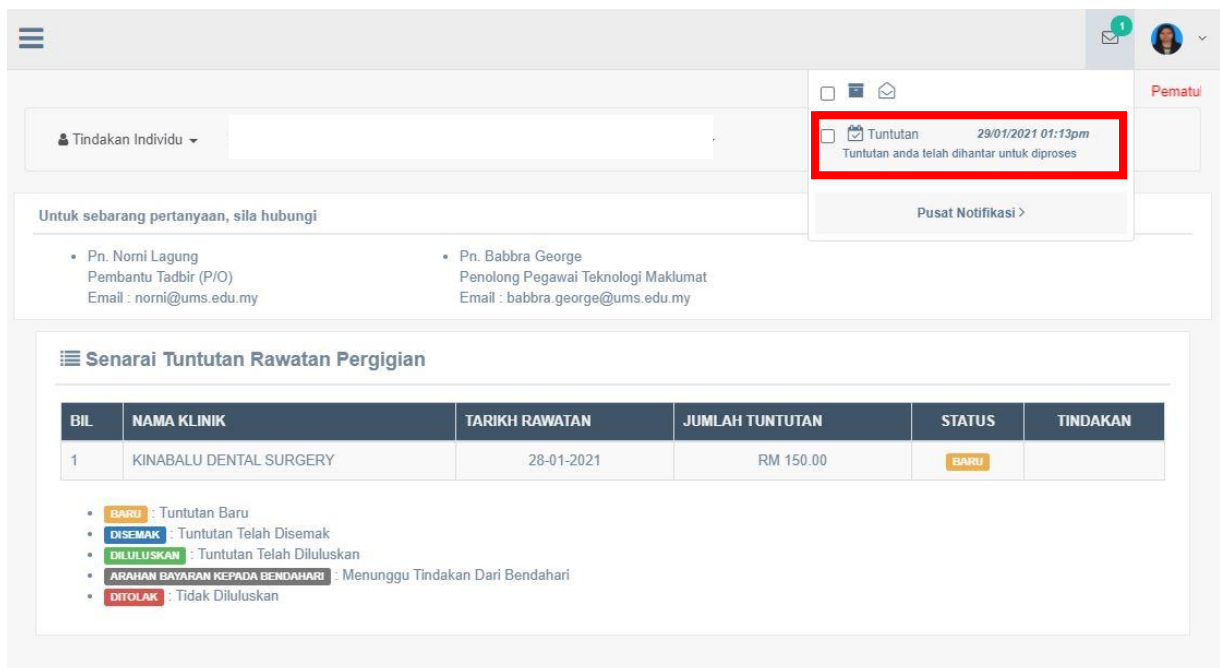 1
Pematu
Tindakan Individu
Tuntutan 29/01/2021 01:13pm
Tuntutan anda telah dihantar untuk diproses
Pusat Notifikasi >
Untuk sebarang pertanyaan, sila hubungi
Pn. Norni Lagung
Pembantu Tadbir (P/O)
Email : norni@ums.edu.my
Pn. Babbra George
Penolong Pegawai Teknologi Maklumat
Email : babbra.george@ums.edu.my
Senarai Tuntutan Rawatan Pergigian
BIL NAMA KLINIK TARIKH RAWATAN JUMLAH TUNTUTAN STATUS TINDAKAN
1 KINABALU DENTAL SURGERY 28-01-2021 RM 150.00 BARU
BARU : Tuntutan Baru
DISEMAK : Tuntutan Telah Disemak
DILULUSKAN : Tuntutan Telah Diluluskan
ARAHAN BAYARAN KEPADA BENDAHARI : Menunggu Tindakan Dari Bendahari
DITOLAK : Tidak Diluluskan